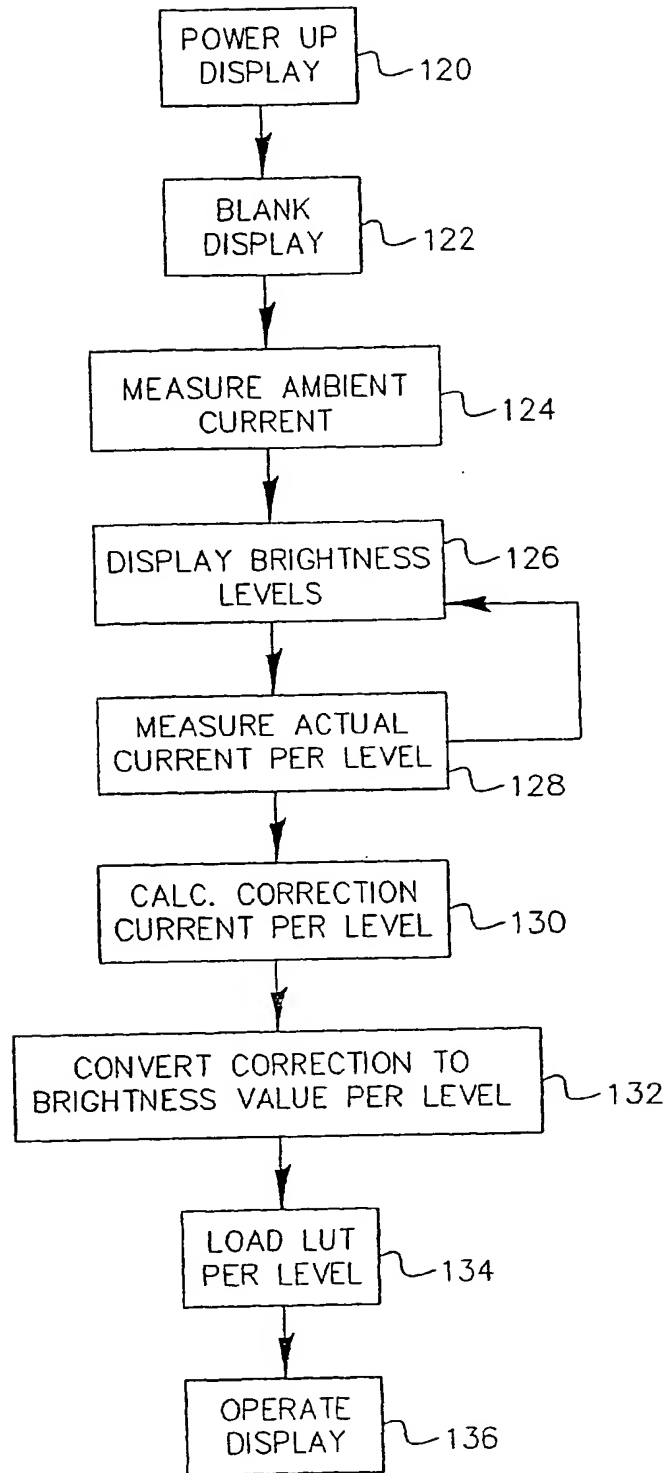 POWER UP
DISPLAY
120
BLANK
DISPLAY
122
MEASURE AMBIENT
CURRENT
124
DISPLAY BRIGHTNESS
LEVELS
126
MEASURE ACTUAL
CURRENT PER LEVEL
128
CALC. CORRECTION
CURRENT PER LEVEL
130
CONVERT CORRECTION TO
BRIGHTNESS VALUE PER LEVEL
132
LOAD LUT
PER LEVEL
134
OPERATE
DISPLAY
136